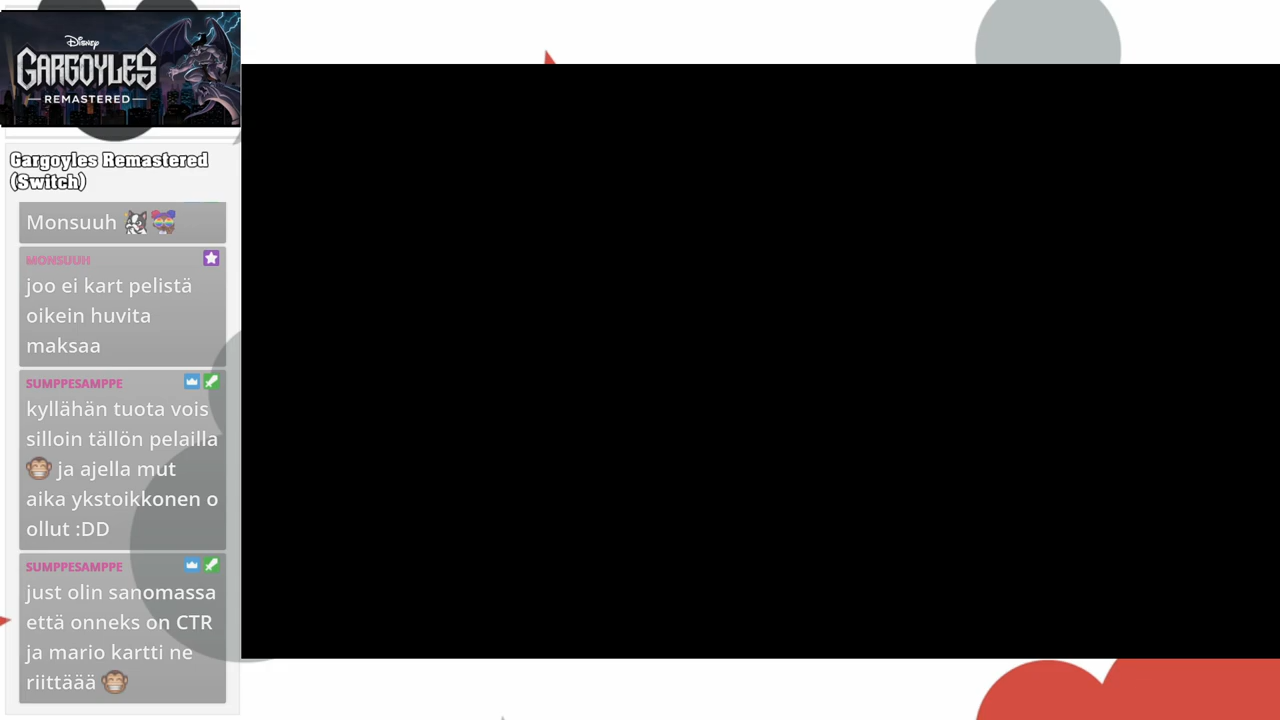 Disney
GARGOYLES
REMASTERED
Gargoyles Remastered
(Switch)
Monsuuh
MONSUUH
joo ei kart pelistä
oikein huvita
maksaa
SUMPPESAMPPE
kyllähän tuota vois
silloin tällön pelailla
ja ajella mut
aika ykstoikkonen o
ollut :DD
SUMPPESAMPPE
just olin sanomassa
että onneks on CTR
ja mario kartti ne
riittäää